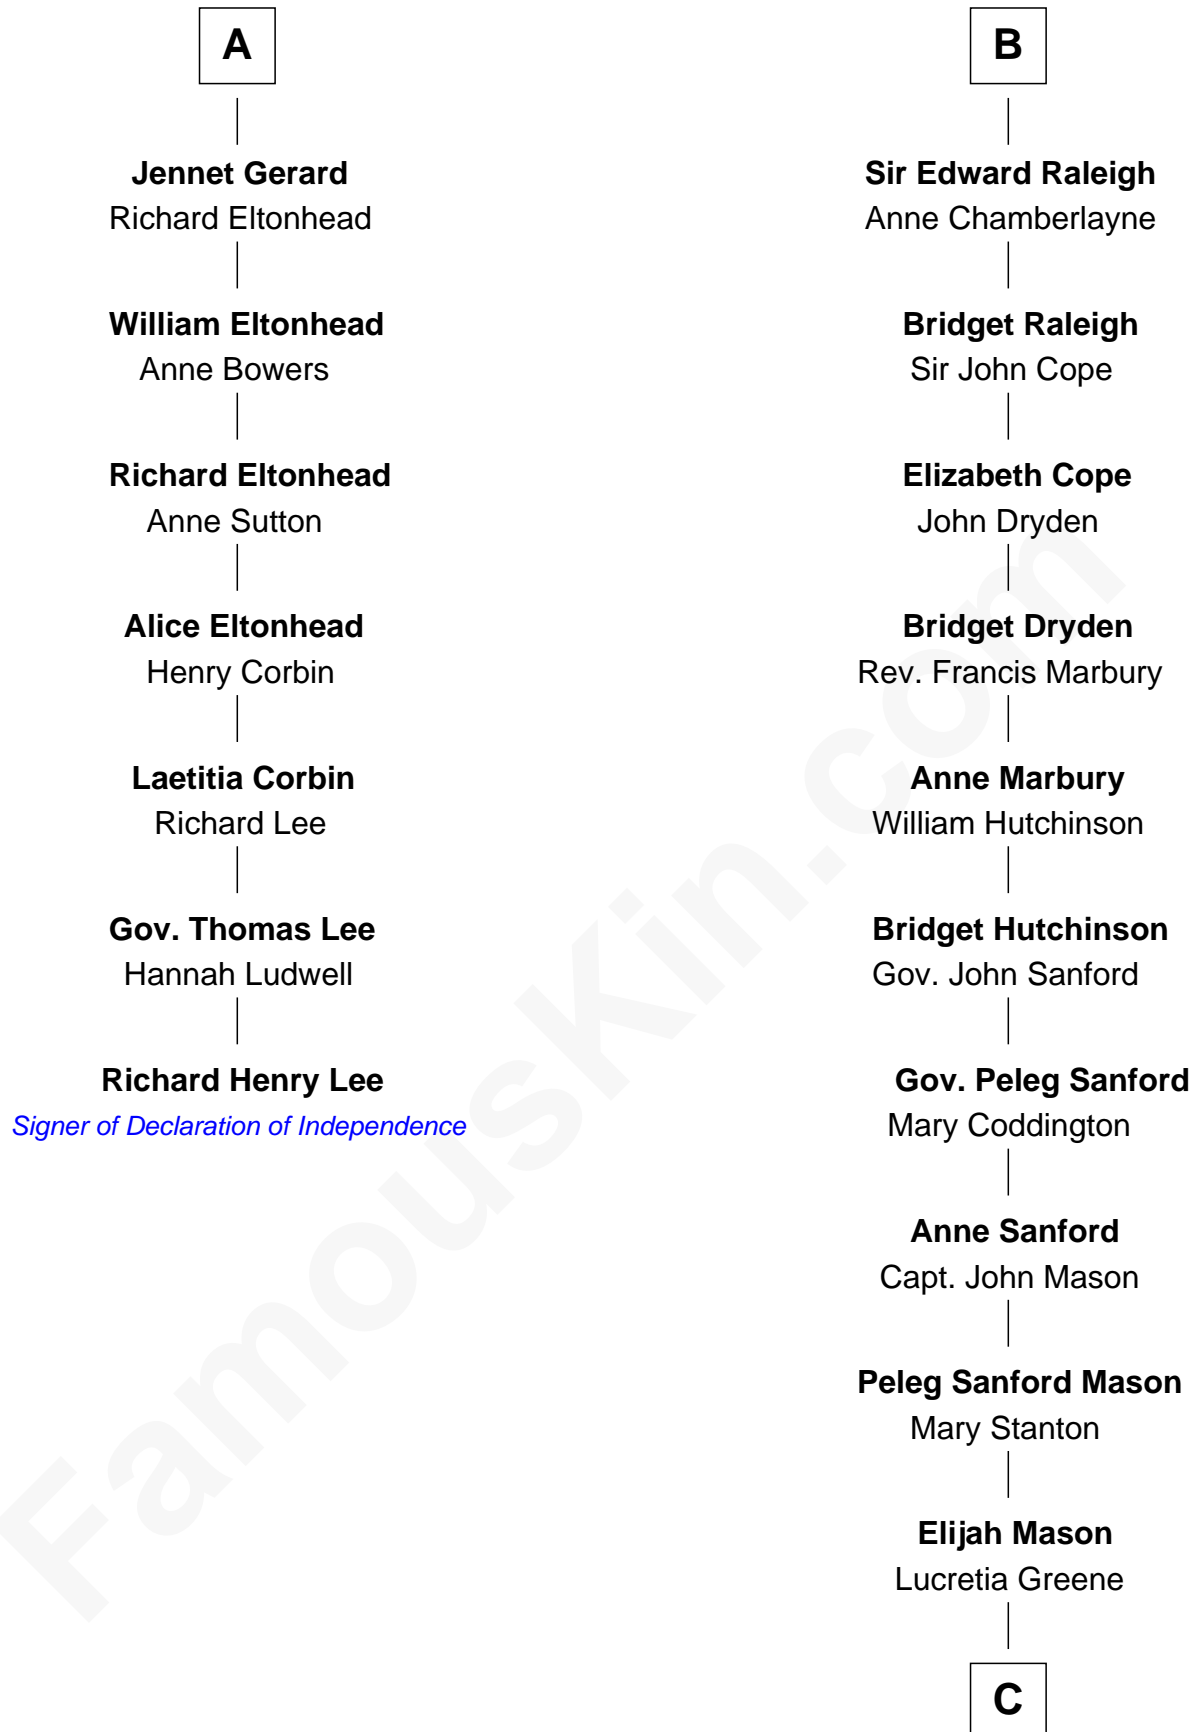 A
Jennet Gerard
Richard Eltonhead
William Eltonhead
Anne Bowers
Richard Eltonhead
Anne Sutton
Alice Eltonhead
Henry Corbin
Laetitia Corbin
Richard Lee
Gov. Thomas Lee
Hannah Ludwell
Richard Henry Lee
Signer of Declaration of Independence
B
Sir Edward Raleigh
Anne Chamberlayne
Bridget Raleigh
Sir John Cope
Elizabeth Cope
John Dryden
Bridget Dryden
Rev. Francis Marbury
Anne Marbury
William Hutchinson
Bridget Hutchinson
Gov. John Sanford
Gov. Peleg Sanford
Mary Coddington
Anne Sanford
Capt. John Mason
Peleg Sanford Mason
Mary Stanton
Elijah Mason
Lucretia Greene
C
FamousKin.com